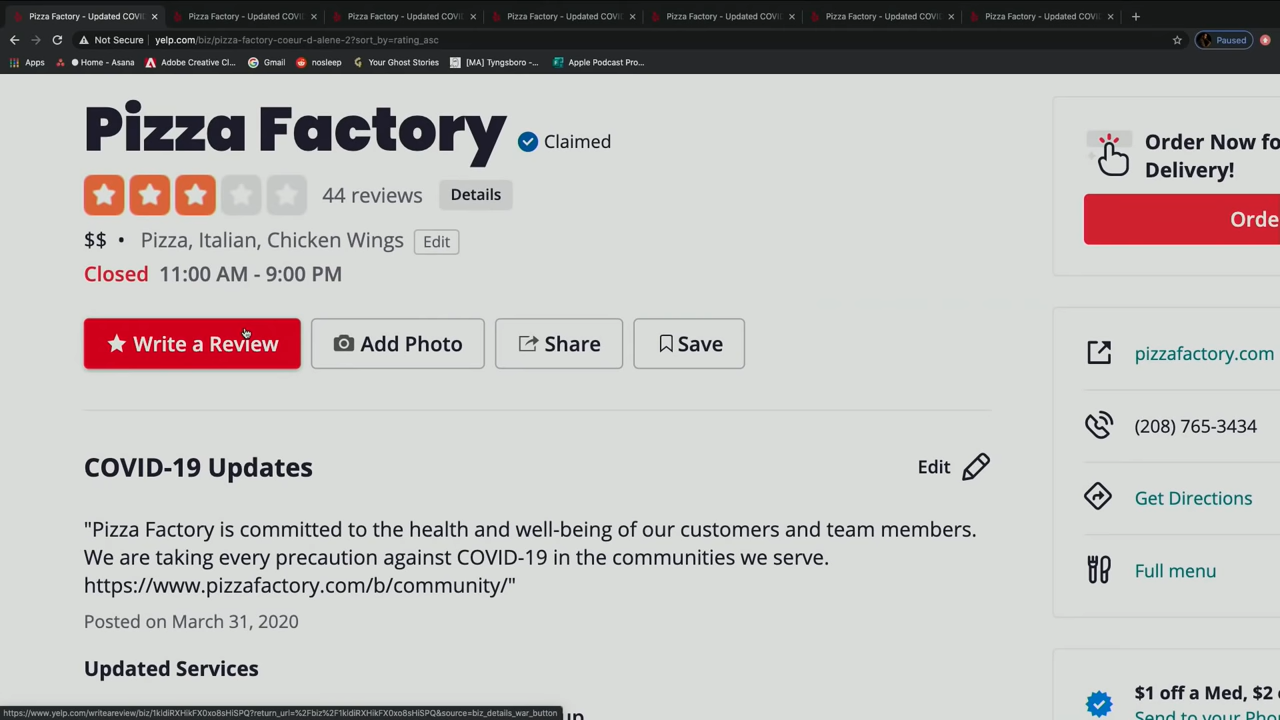 Pizza Factory - Updated COVI
Pizza Factory - Updated COVI
Pizza Factory - Updated COVI
Pizza Factory - Updated COVI
Pizza Factory - Updated COVI
Pizza Factory - Updated COVI
Pizza Factory - Updated COVI
Not Secure yelp.com/biz/pizza-factory-coeur-d-alene-2?sort_by=rating_asc
Paused
Apps Home - Asana Adobe Creative Cl... Gmail nosleep Your Ghost Stories [MA] Tyngsboro -... Apple Podcast Pro...
Pizza Factory Claimed
44 reviews Details
$$ • Pizza, Italian, Chicken Wings Edit
Closed 11:00 AM - 9:00 PM
Write a Review Add Photo Share Save
COVID-19 Updates Edit
"Pizza Factory is committed to the health and well-being of our customers and team members.
We are taking every precaution against COVID-19 in the communities we serve.
https://www.pizzafactory.com/b/community/"
Posted on March 31, 2020
Updated Services
Order Now fo
Delivery!
Orde
pizzafactory.com
(208) 765-3434
Get Directions
Full menu
$1 off a Med, $2 
Send to your Pho